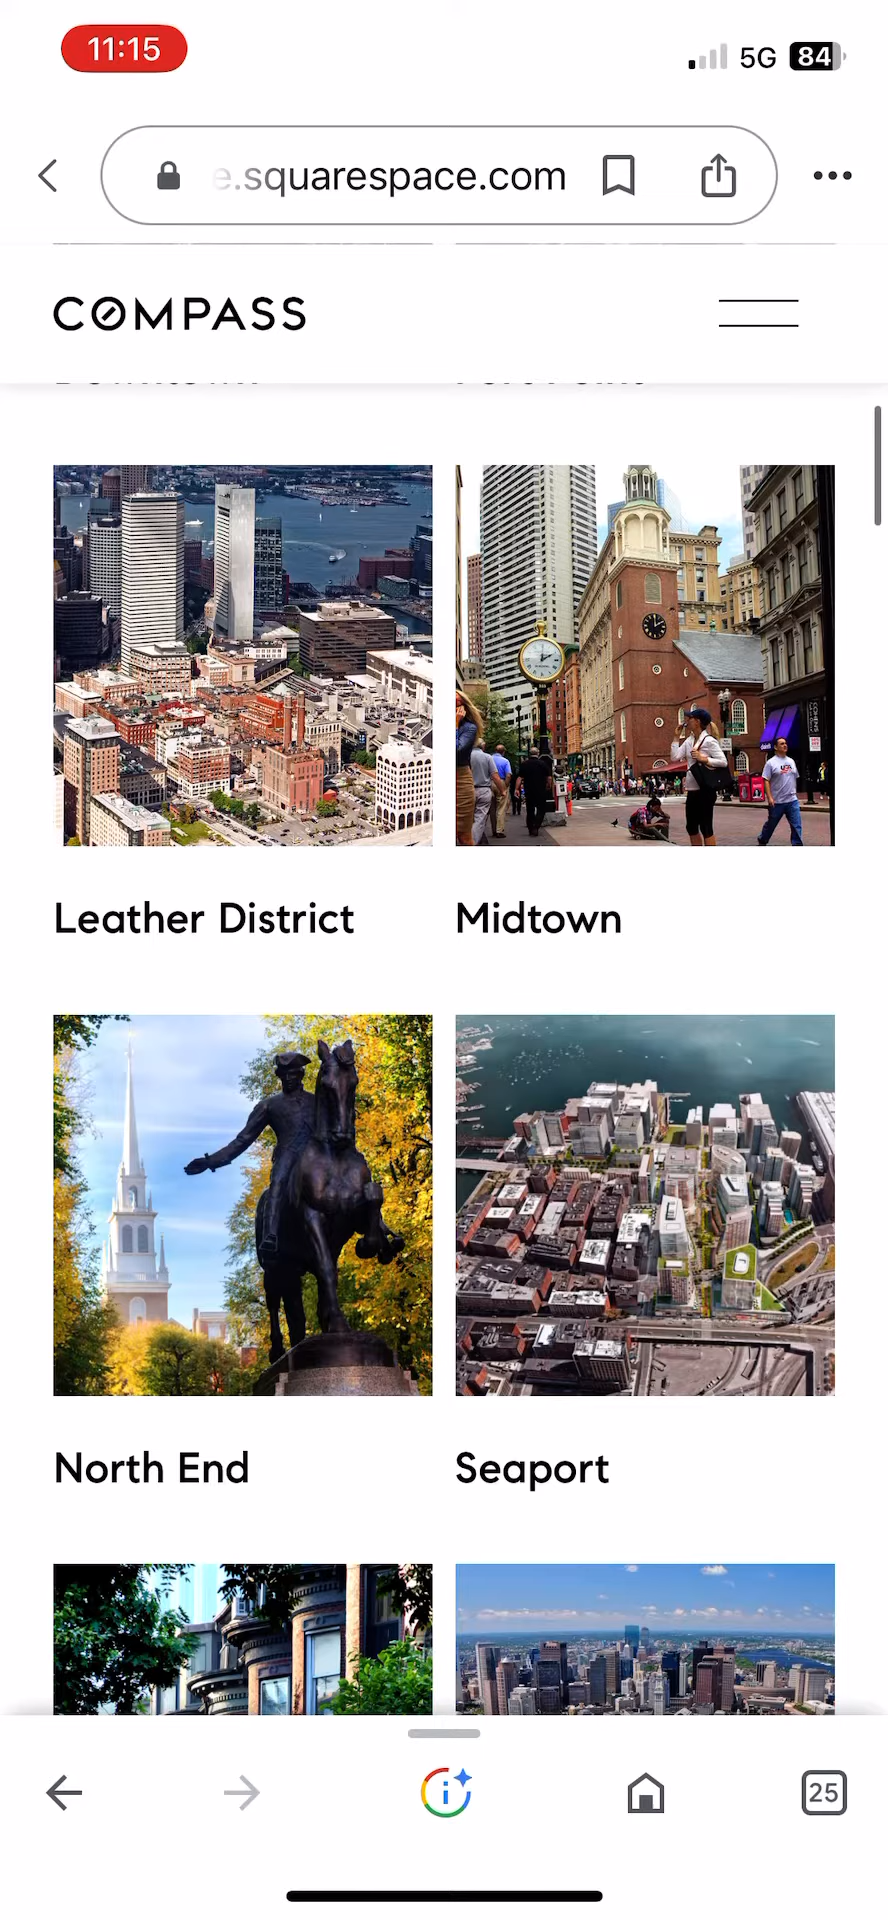 11:15
5G
84
e.squarespace.com
COMPASS
Leather District
Midtown
North End
Seaport
25